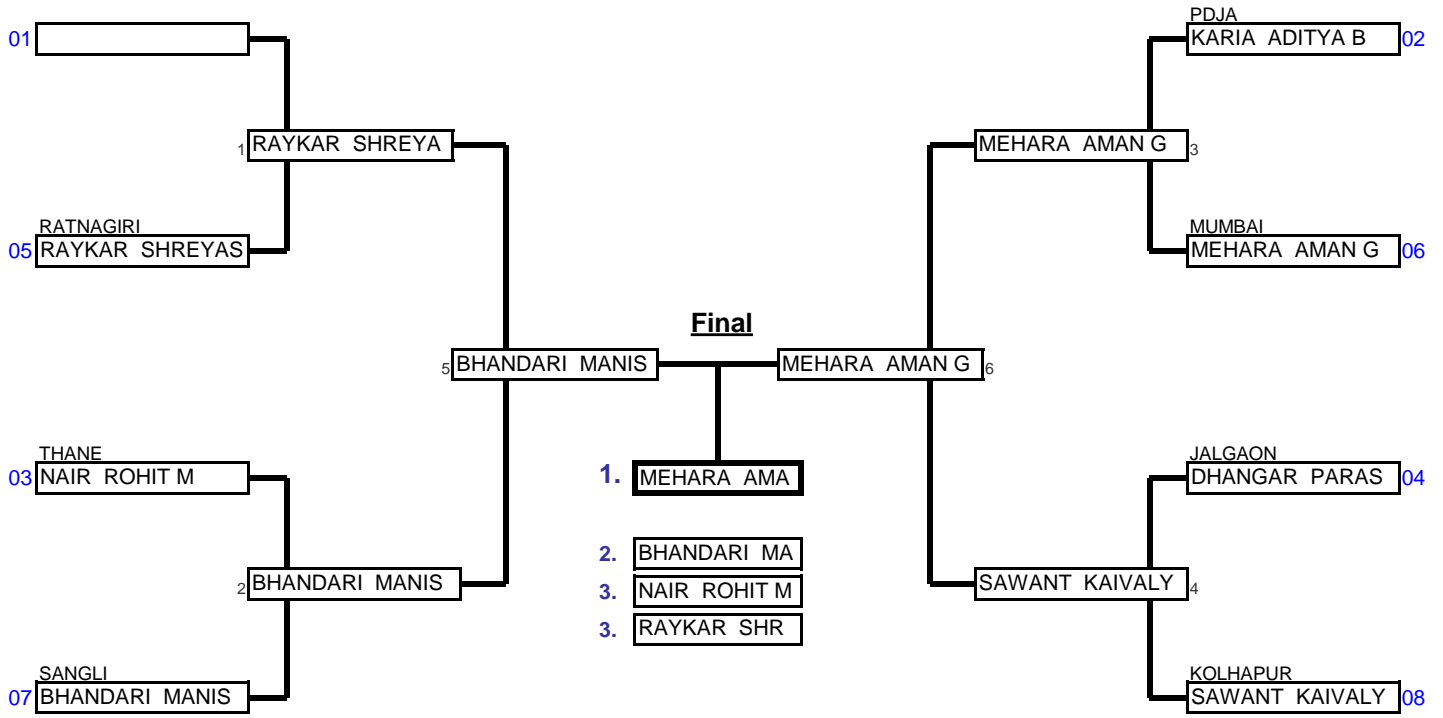 PDJA
01
KARIA ADITYA B 02
1 RAYKAR SHREYA
MEHARA AMAN G 3
RATNAGIRI
05 RAYKAR SHREYAS
MUMBAI
MEHARA AMAN G 06
Final
5 BHANDARI MANIS
MEHARA AMAN G 6
THANE
03 NAIR ROHIT M
1. MEHARA AMA
JALGAON
DHANGAR PARAS 04
2. BHANDARI MA
2 BHANDARI MANIS
3. NAIR ROHIT M
SAWANT KAIVALY 4
3. RAYKAR SHR
SANGLI
07 BHANDARI MANIS
KOLHAPUR
SAWANT KAIVALY 08